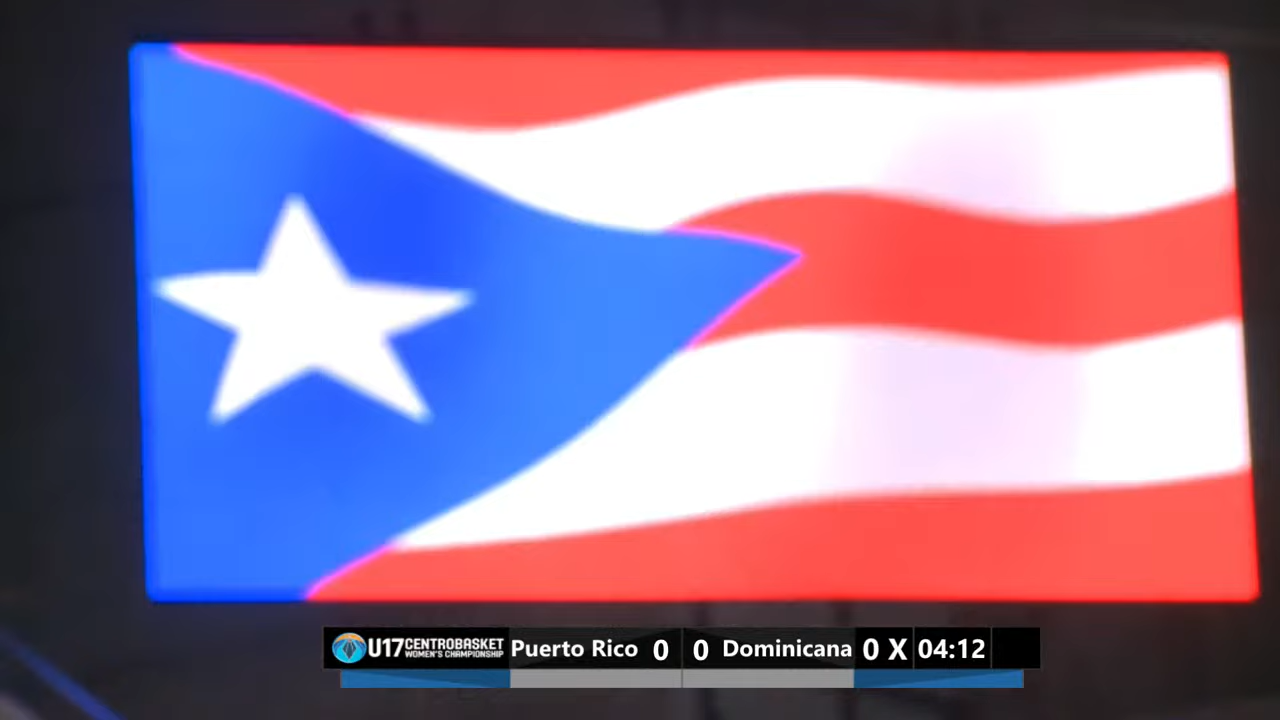 U17 CENTROBASKET
WOMEN'S CHAMPIONSHIP
Puerto Rico 0 0 Dominicana 0 X 04:12